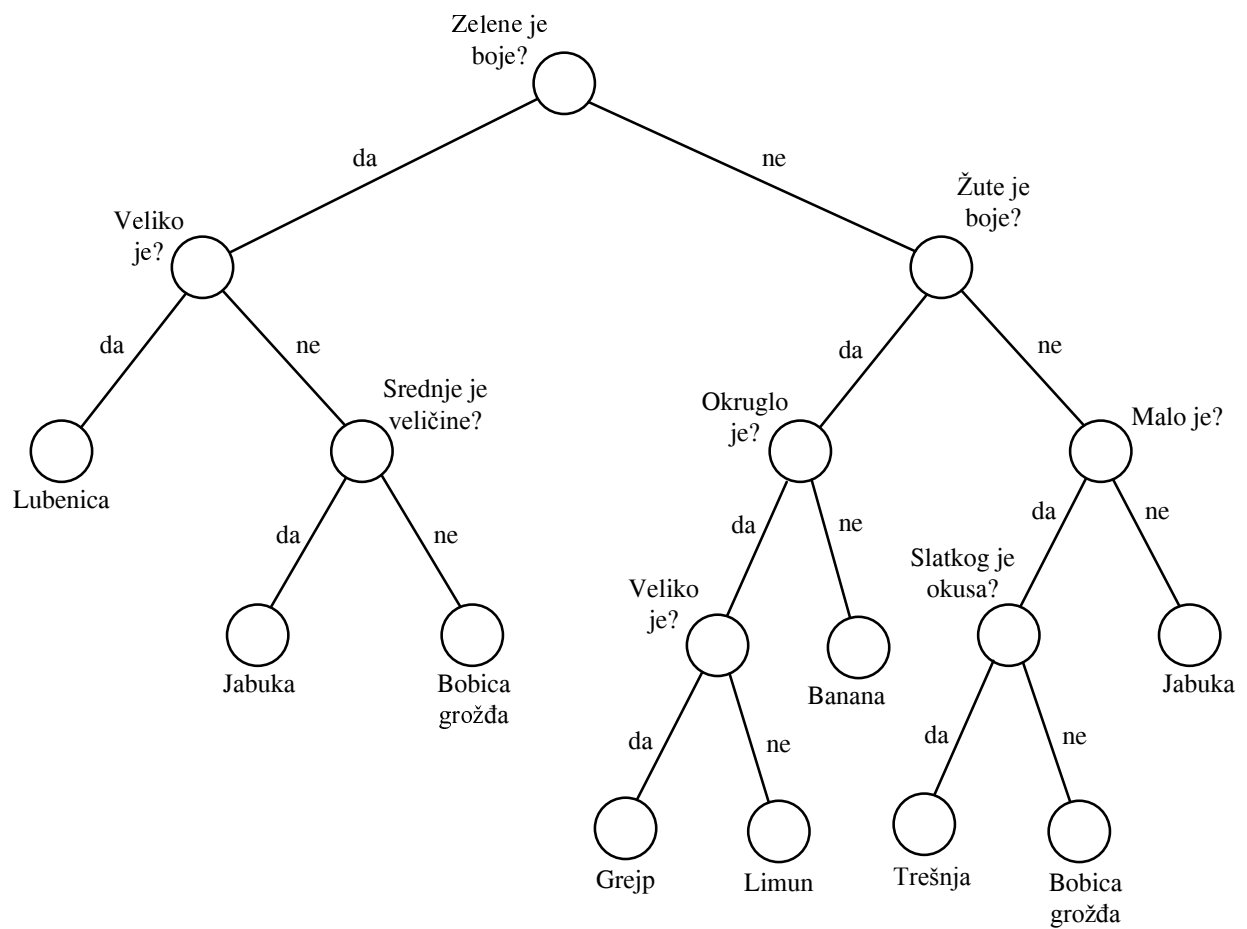 Zelene je
boje?
da
ne
Žute je
boje?
Veliko
je?
da
ne
da
ne
Srednje je
veličine?
Okruglo
je?
Malo je?
Lubenica
da
ne
da
ne
da
ne
Veliko
je?
Slatkog je
okusa?
Jabuka
Bobica
grožđa
Banana
Jabuka
da
ne
da
ne
Grejp
Limun
Trešnja
Bobica
grožđa